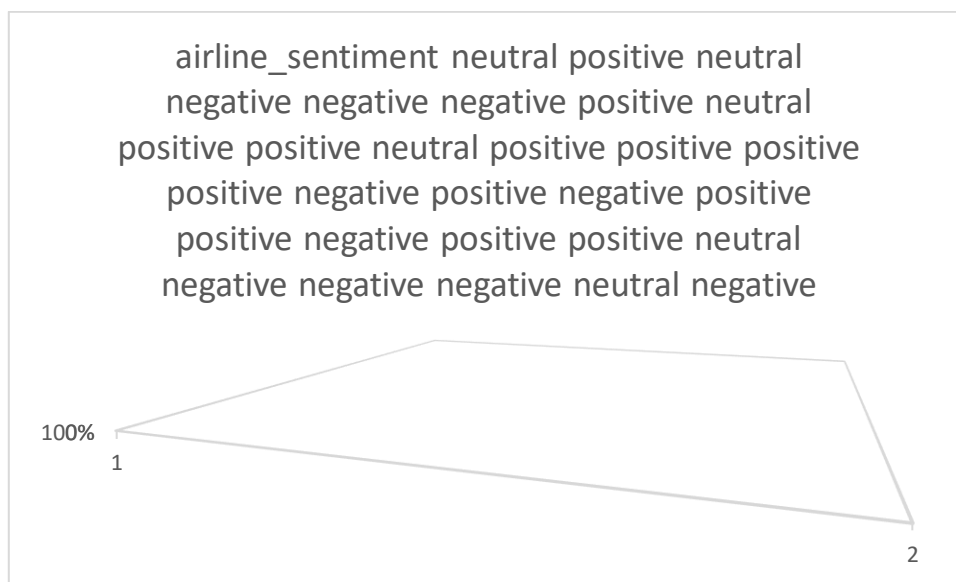 airline_sentiment neutral positive neutral
negative negative negative positive neutral
positive positive neutral positive positive positive
positive negative positive negative positive
positive negative positive positive neutral
negative negative negative neutral negative
100%
1
2